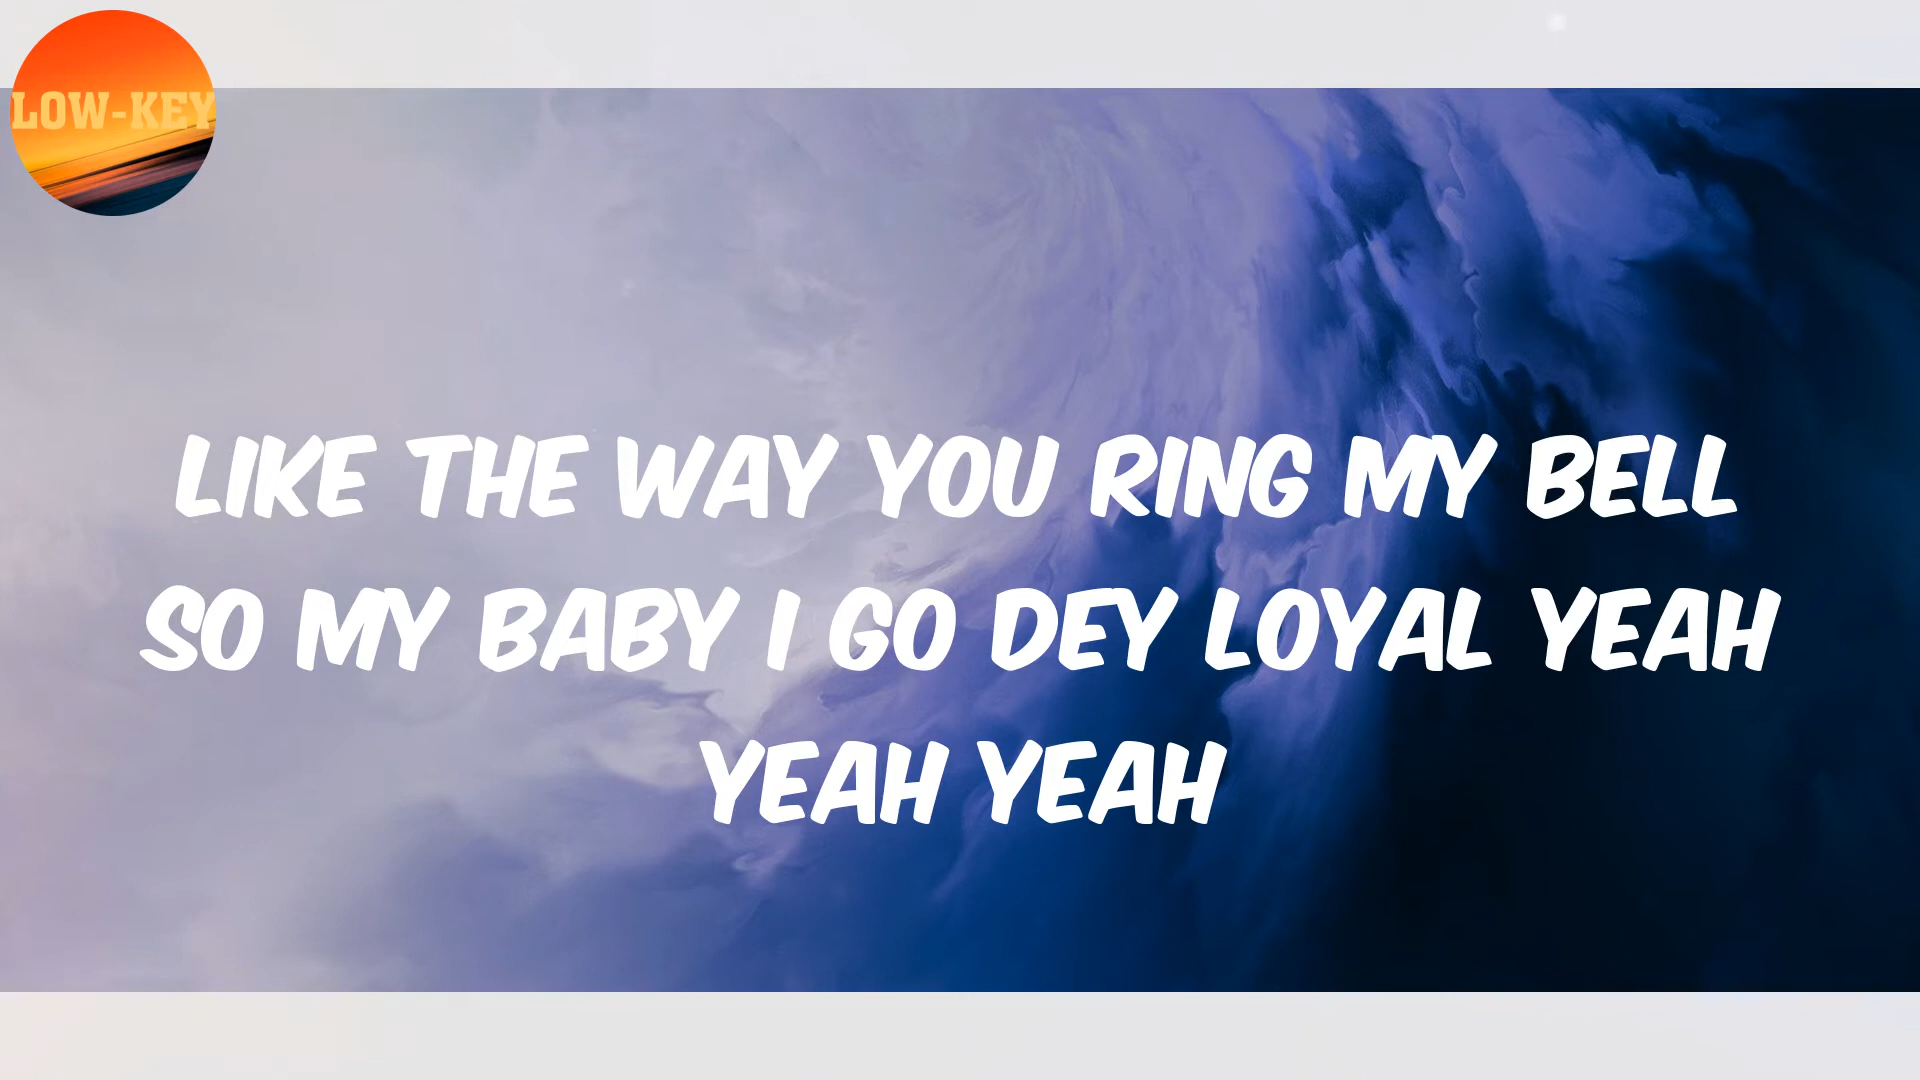 LOW-KEY
LIKE THE WAY YOU RING MY BELL
SO MY BABY I GO DEY LOYAL YEAH
YEAH YEAH